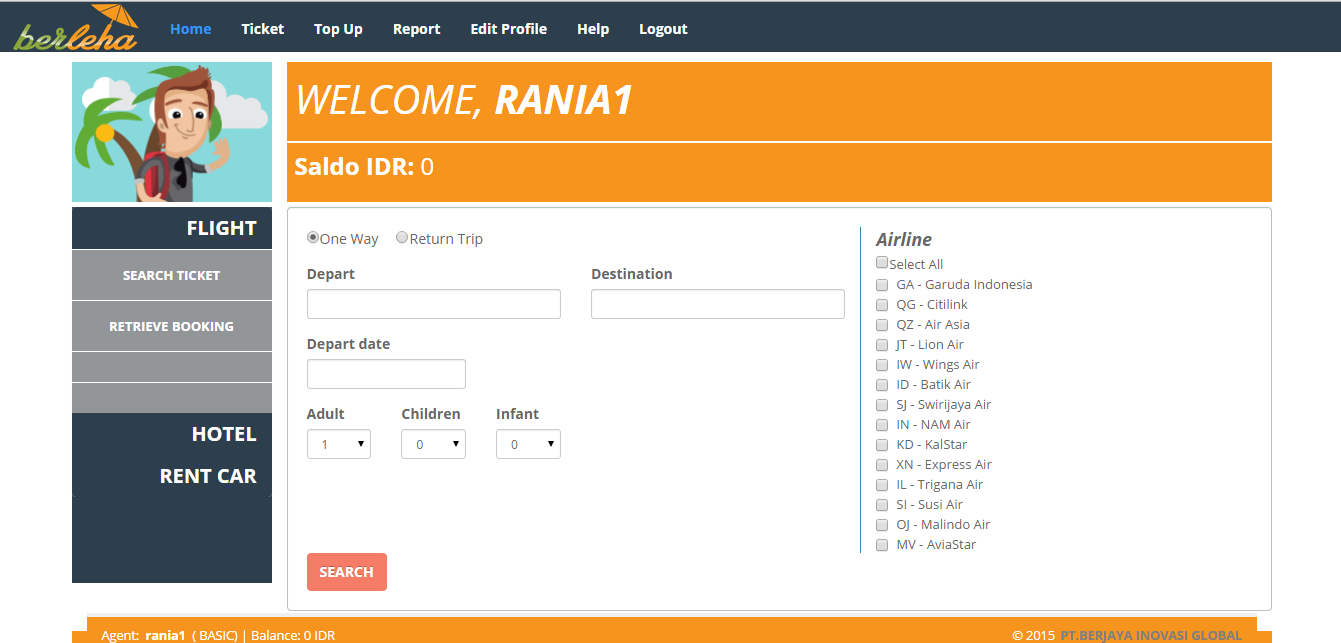 berleha
Home Ticket Top Up Report Edit Profile Help Logout
WELCOME, RANIA1
Saldo IDR: 0
FLIGHT
SEARCH TICKET
RETRIEVE BOOKING
HOTEL
RENT CAR
One Way Return Trip
Depart Destination
Depart date
Adult Children Infant
1 0 0
SEARCH
Airline
Select All
GA - Garuda Indonesia
QG - Citilink
QZ - Air Asia
JT - Lion Air
IW - Wings Air
ID - Batik Air
SJ - Swirijaya Air
IN - NAM Air
KD - KalStar
XN - Express Air
IL - Trigana Air
SI - Susi Air
OJ - Malindo Air
MV - AviaStar
Agent: rania1 ( BASIC) | Balance: 0 IDR © 2015 PT.BERJAYA INOVASI GLOBAL